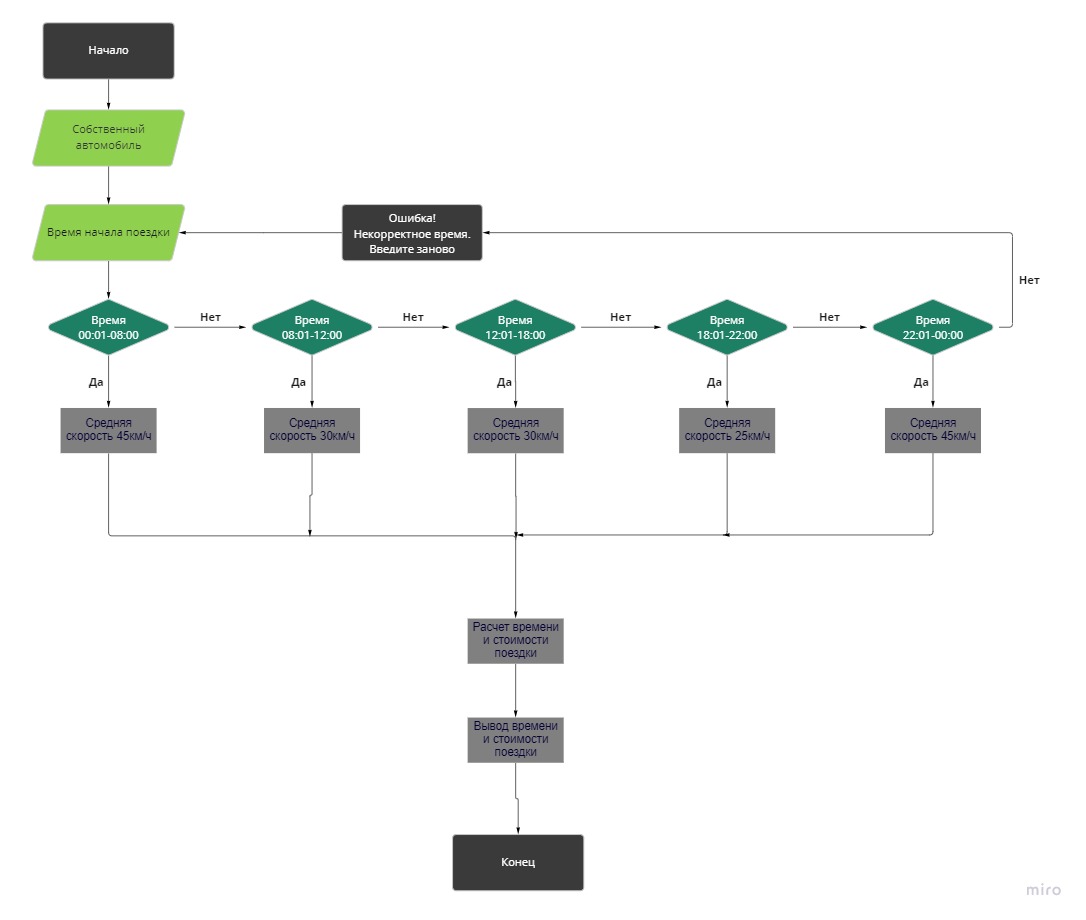 Начало
Собственный
автомобиль
Время начала поездки
Ошибка!
Некорректное время.
Введите заново
Нет
Время
00:01-08:00
Нет
Время
08:01-12:00
Нет
Время
12:01-18:00
Нет
Время
18:01-22:00
Нет
Время
22:01-00:00
Да
Да
Да
Да
Да
Средняя
скорость 45км/ч
Средняя
скорость 30км/ч
Средняя
скорость 30км/ч
Средняя
скорость 25км/ч
Средняя
скорость 45км/ч
Расчет времени
и стоимости
поездки
Вывод времени
и стоимости
поездки
Конец
miro